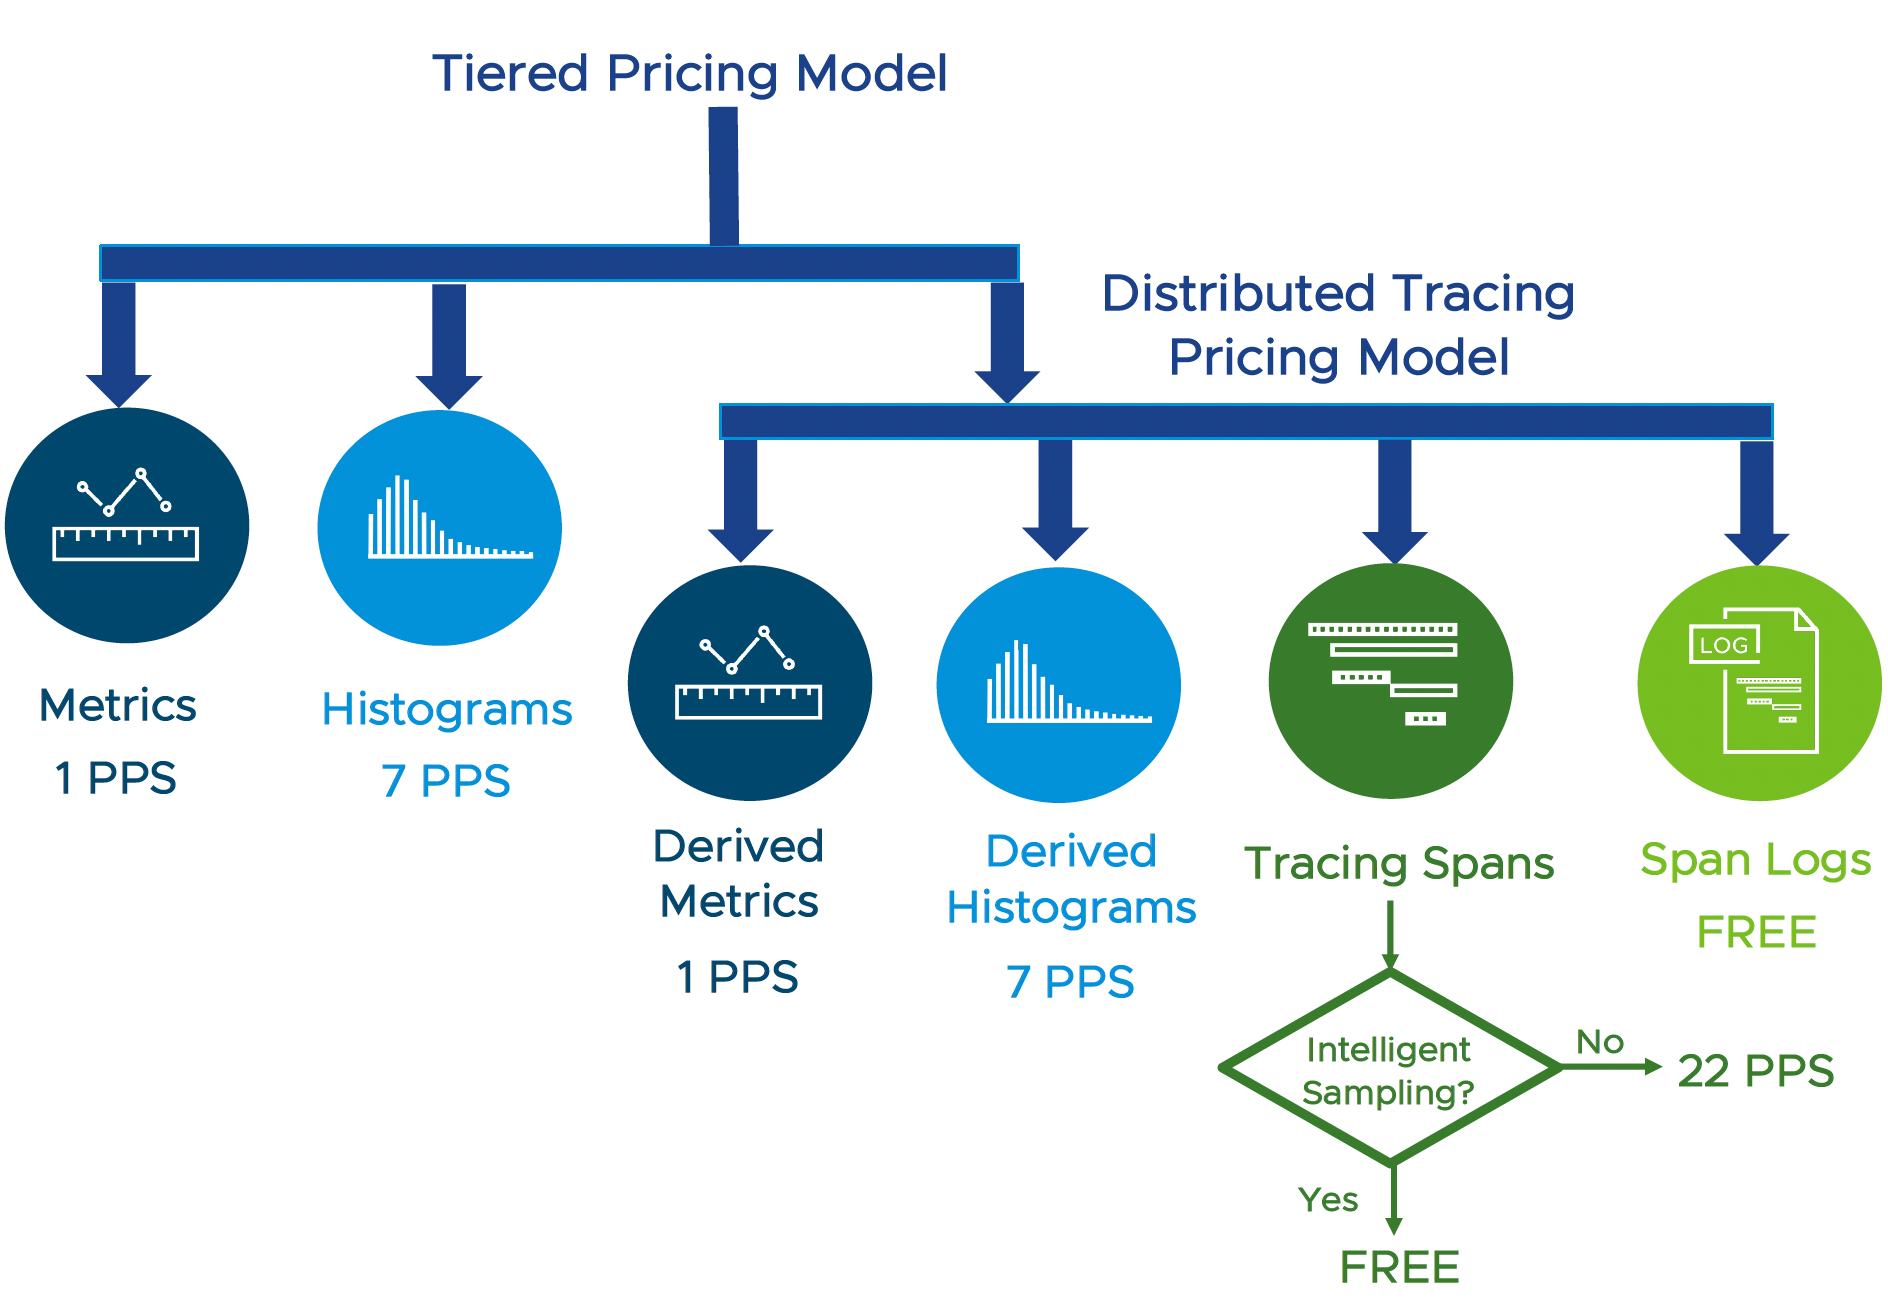 Tiered Pricing Model
Distributed Tracing
Pricing Model
Metrics
1 PPS
Histograms
7 PPS
Derived
Metrics
1 PPS
Derived
Histograms
7 PPS
Tracing Spans
LOG
Span Logs
FREE
Intelligent
Sampling?
No
22 PPS
Yes
FREE